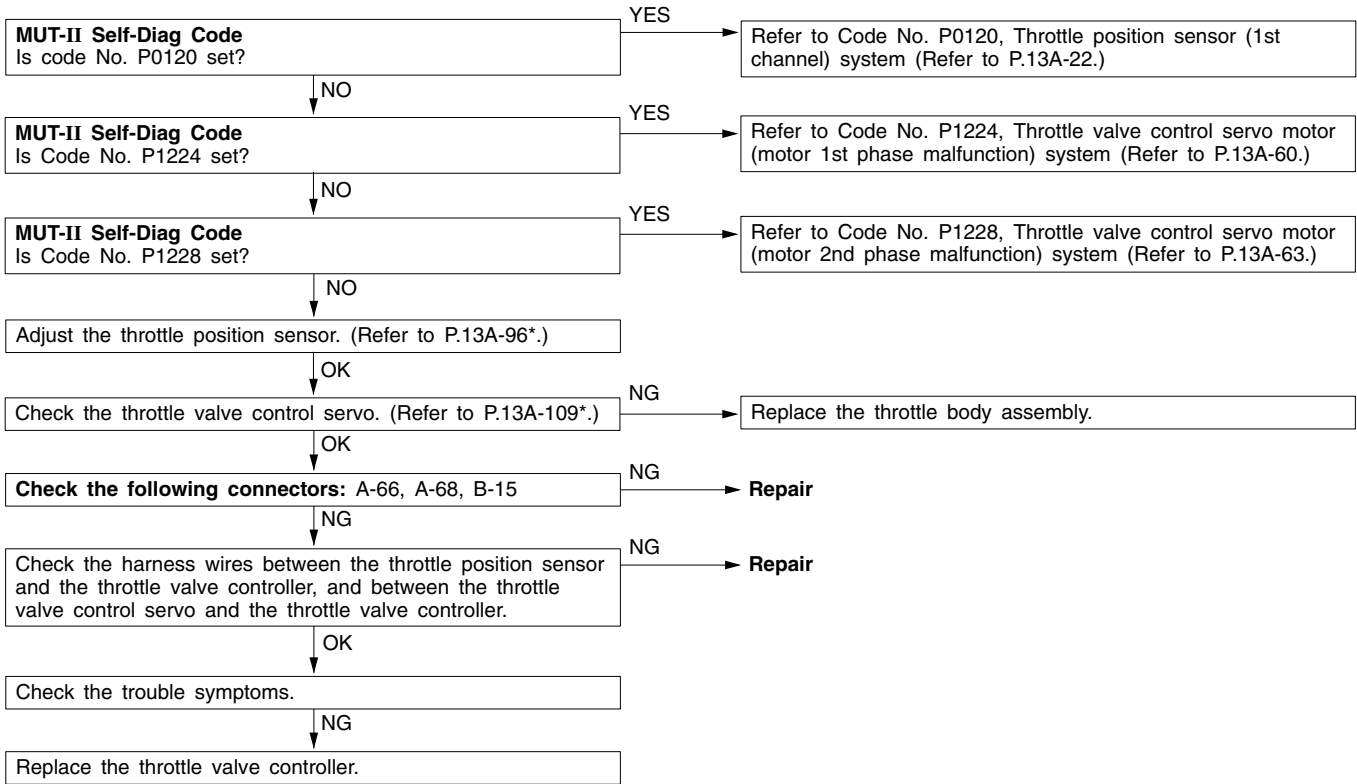 MUT-II Self-Diag Code
Is code No. P0120 set?
YES
Refer to Code No. P0120, Throttle position sensor (1st
channel) system (Refer to P.13A-22.)
NO
MUT-II Self-Diag Code
Is Code No. P1224 set?
YES
Refer to Code No. P1224, Throttle valve control servo motor
(motor 1st phase malfunction) system (Refer to P.13A-60.)
NO
MUT-II Self-Diag Code
Is Code No. P1228 set?
YES
Refer to Code No. P1228, Throttle valve control servo motor
(motor 2nd phase malfunction) system (Refer to P.13A-63.)
NO
Adjust the throttle position sensor. (Refer to P.13A-96*.)
OK
Check the throttle valve control servo. (Refer to P.13A-109*.)
NG
Replace the throttle body assembly.
OK
Check the following connectors: A-66, A-68, B-15
NG
Repair
NG
Check the harness wires between the throttle position sensor
and the throttle valve controller, and between the throttle
valve control servo and the throttle valve controller.
NG
Repair
OK
Check the trouble symptoms.
NG
Replace the throttle valve controller.